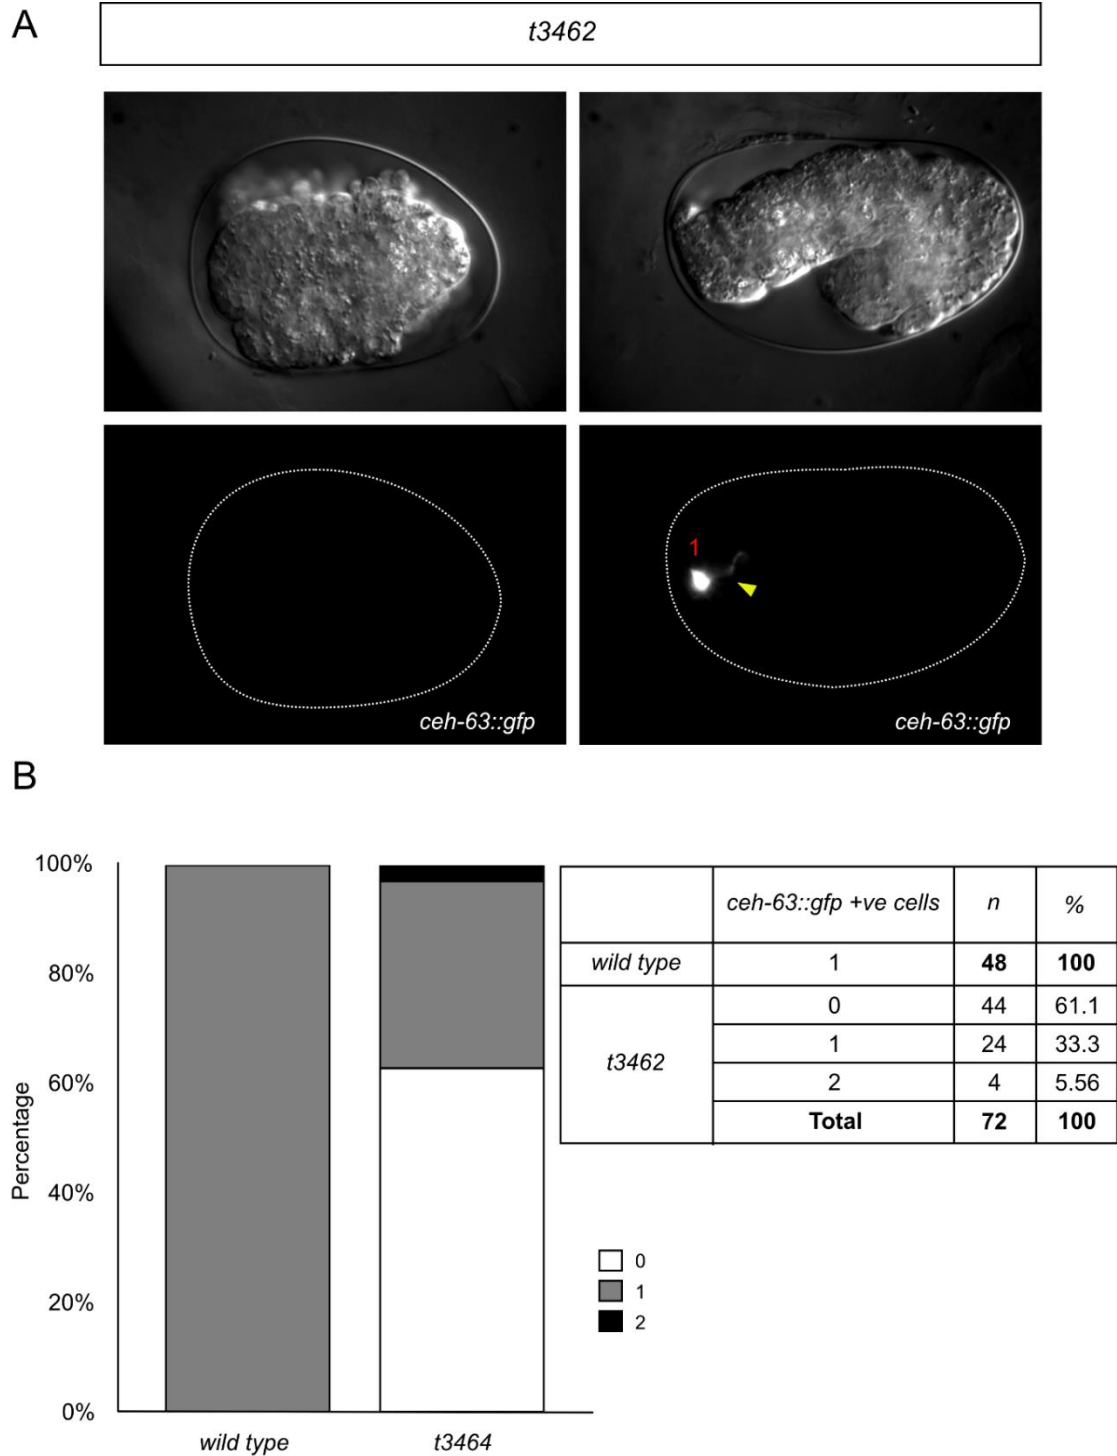 A
t3462
1
ceh-63::gfp
ceh-63::gfp
B
100%
80%
60%
40%
20%
0%
Percentage
wild type
t3464
ceh-63::gfp +ve cells n %
wild type 1 48 100
t3462
0 44 61.1
1 24 33.3
2 4 5.56
Total 72 100
0
1
2